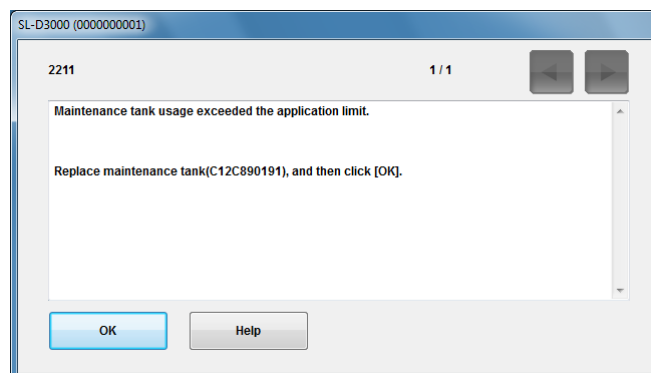 SL-D3000 (0000000001)
2211 1 / 1
Maintenance tank usage exceeded the application limit.
Replace maintenance tank(C12C890191), and then click [OK].
OK Help